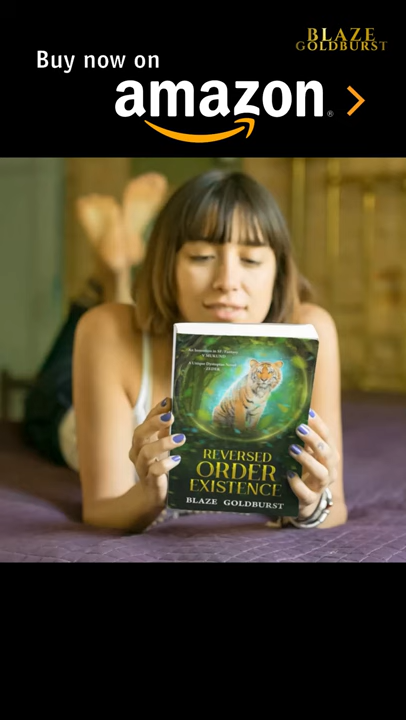 BLAZE
GOLDBURST
Buy now on
amazon
REVERSED
ORDER
EXISTENCE
BLAZE GOLDBURST